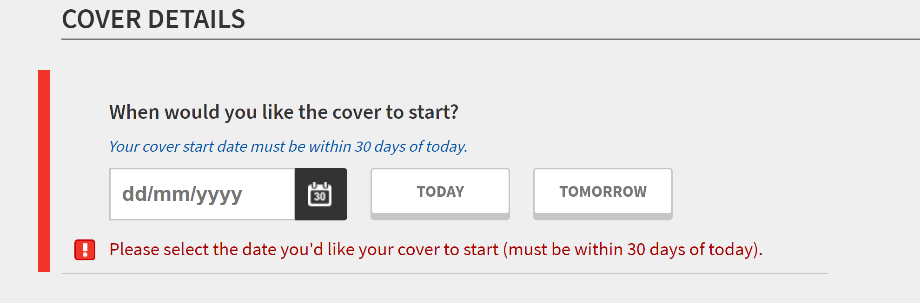 COVER DETAILS
When would you like the cover to start?
Your cover start date must be within 30 days of today.
dd/mm/yyyy 30 TODAY TOMORROW
! Please select the date you'd like your cover to start (must be within 30 days of today).